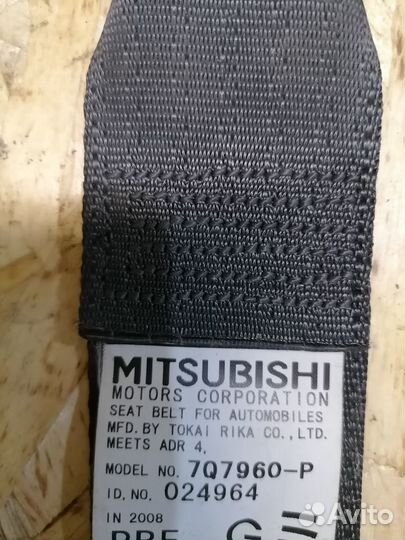 MITSUBISHI
MOTORS CORPORATION
SEAT BELT FOR AUTOMOBILES
MFD. BY TOKAI RIKA CO., LTD.
MEETS ADR 4.
MODEL NO. 7Q7960-P
ID. NO. 024964
IN 2008
Avito